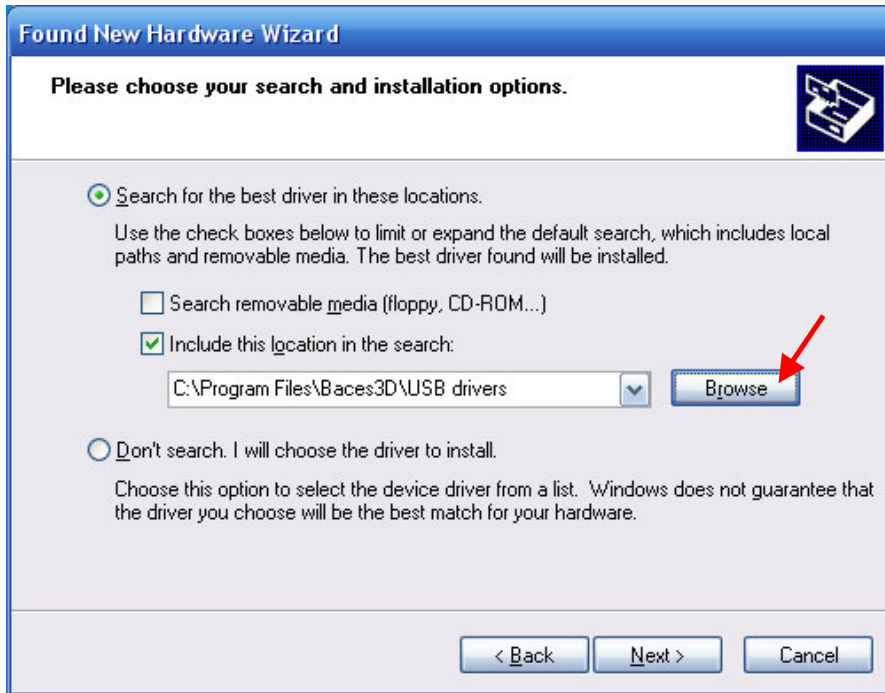 Found New Hardware Wizard
Please choose your search and installation options.
Search for the best driver in these locations.
Use the check boxes below to limit or expand the default search, which includes local
paths and removable media. The best driver found will be installed.
Search removable media (floppy, CD-ROM...)
Include this location in the search:
C:\Program Files\Baces3D\USB drivers
Browse
Don't search. I will choose the driver to install.
Choose this option to select the device driver from a list. Windows does not guarantee that
the driver you choose will be the best match for your hardware.
< Back
Next >
Cancel